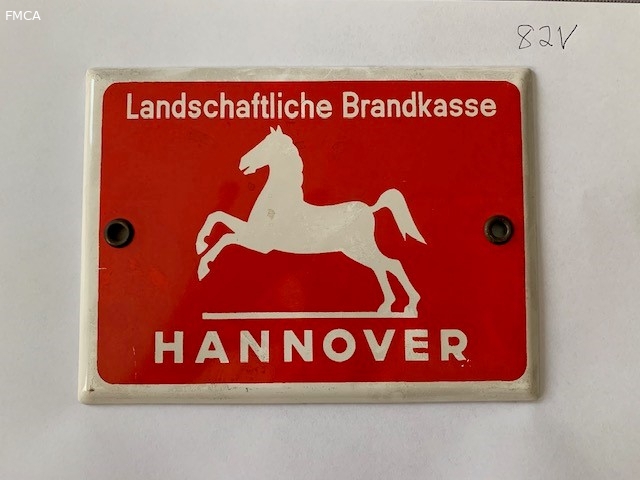 FMCA
82V
Landschaftliche Brandkasse
HANNOVER